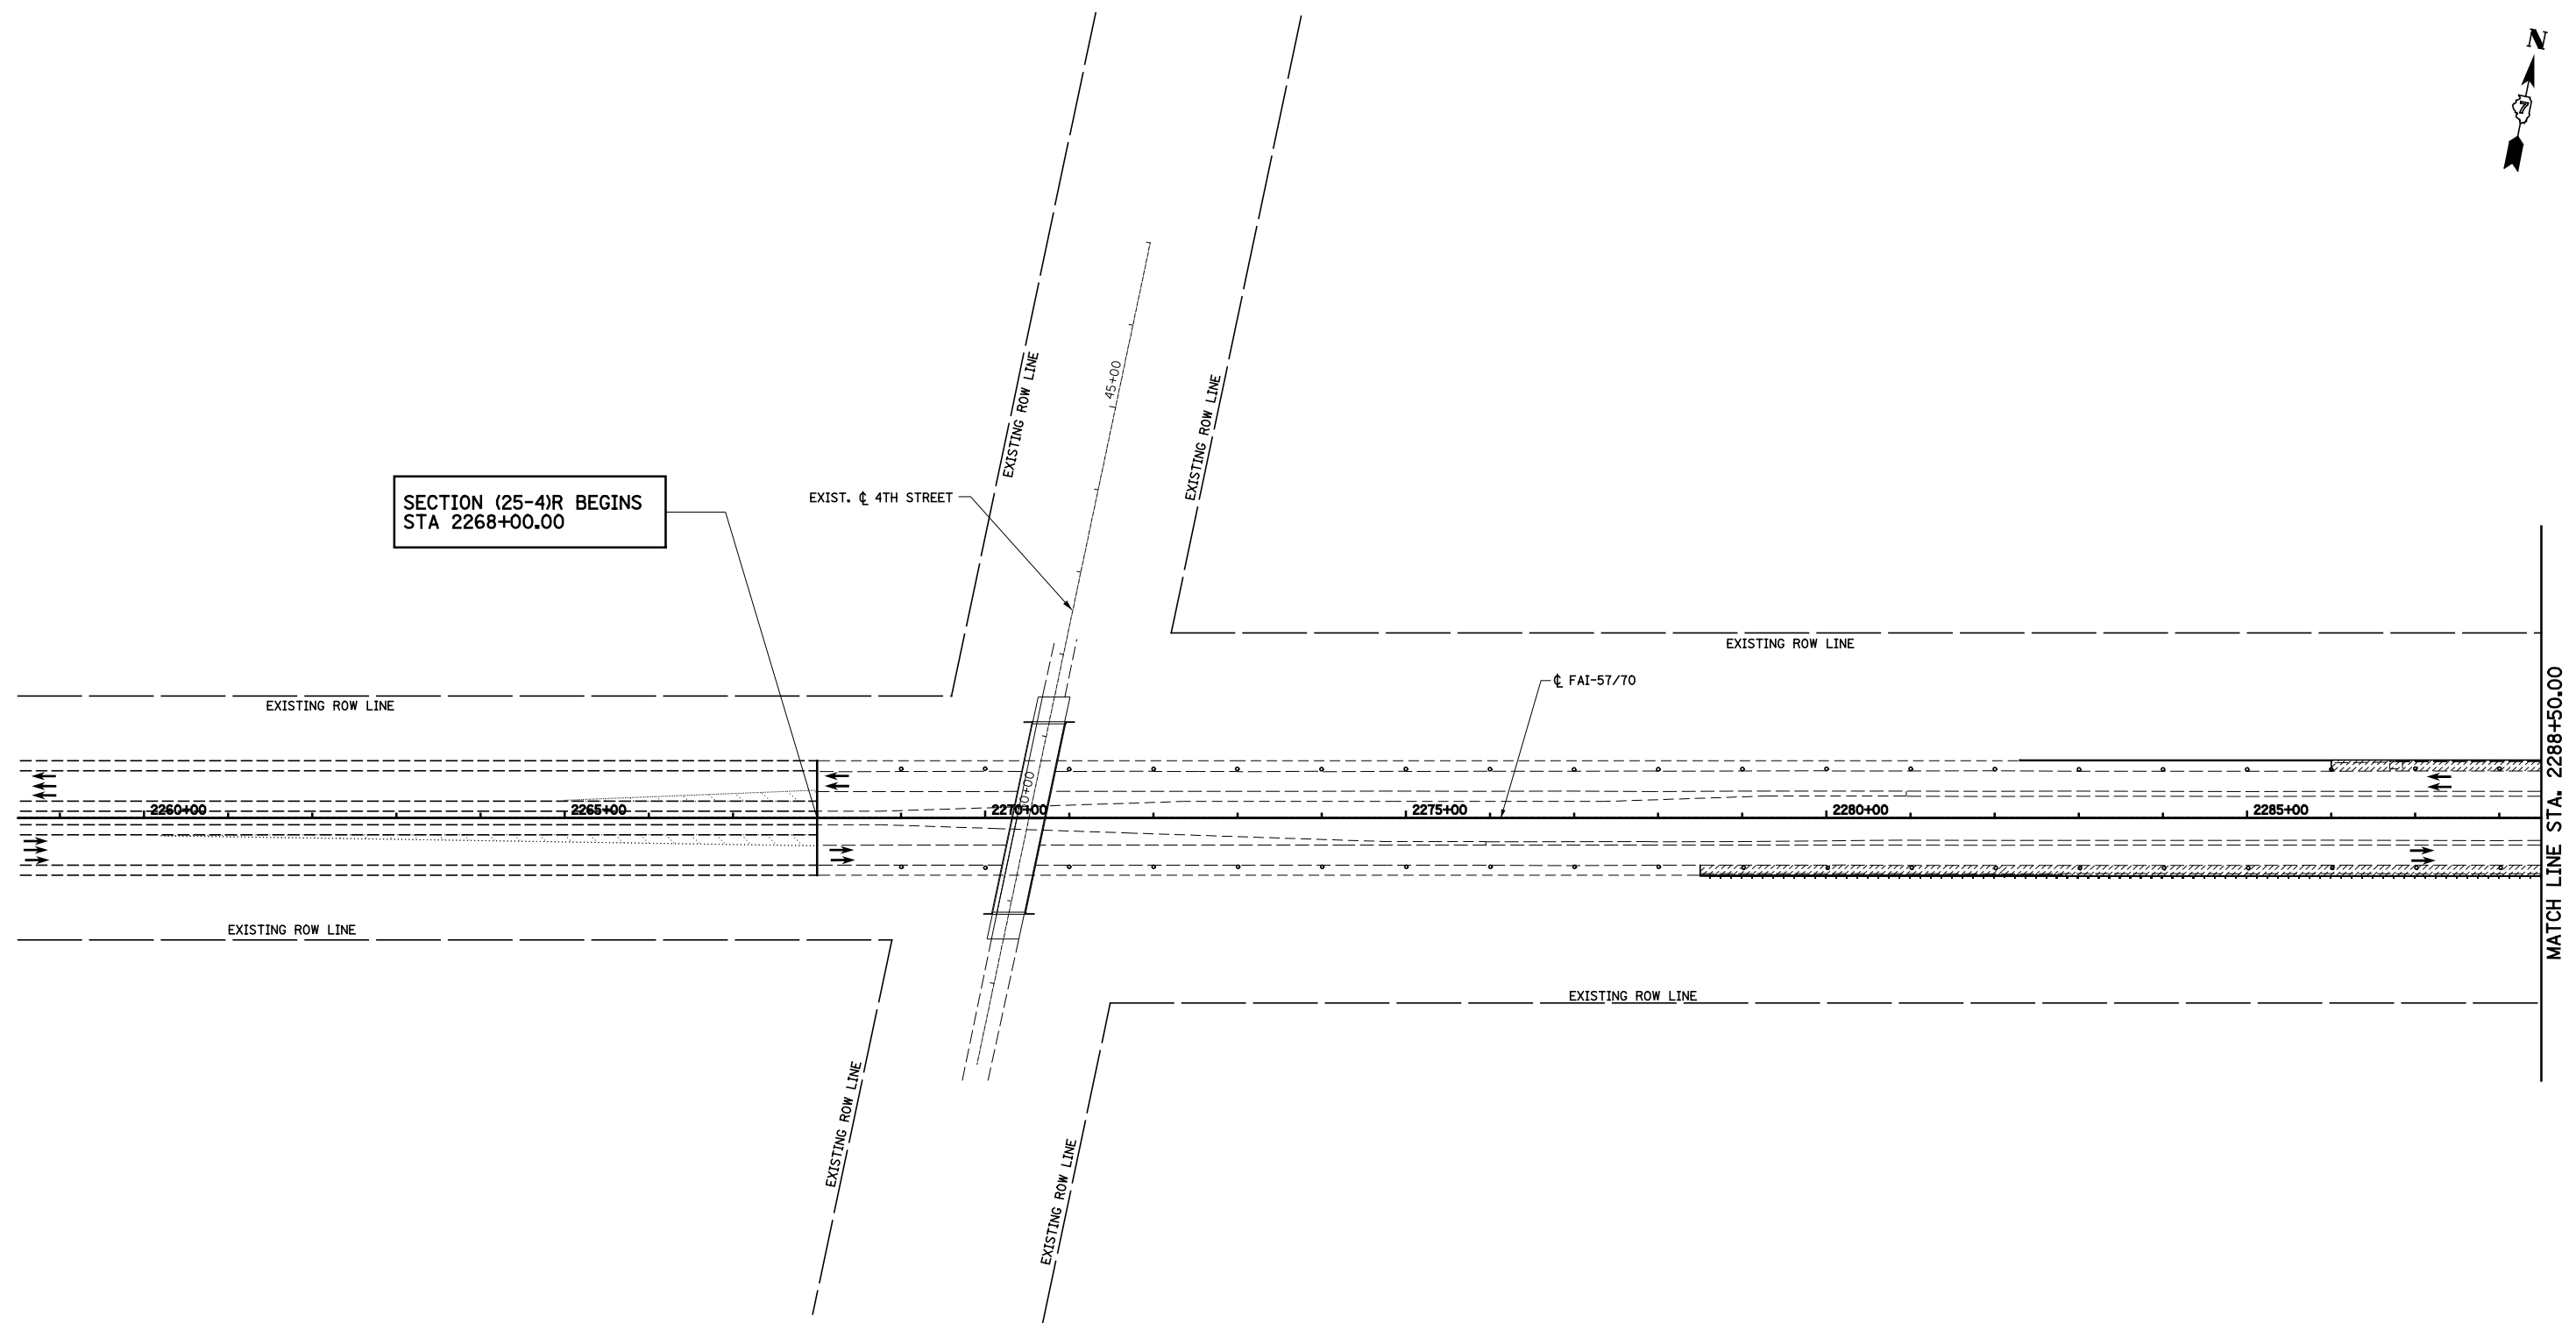 N
7
45+00
EXISTING ROW LINE
EXISTING ROW LINE
SECTION (25-4)R BEGINS
STA 2268+00.00
EXIST. ℄ 4TH STREET
EXISTING ROW LINE
EXISTING ROW LINE
℄ FAI-57/70
MATCH LINE STA. 2288+50.00
2260+00
2265+00
2270+00
2275+00
2280+00
2285+00
EXISTING ROW LINE
EXISTING ROW LINE
EXISTING ROW LINE
EXISTING ROW LINE